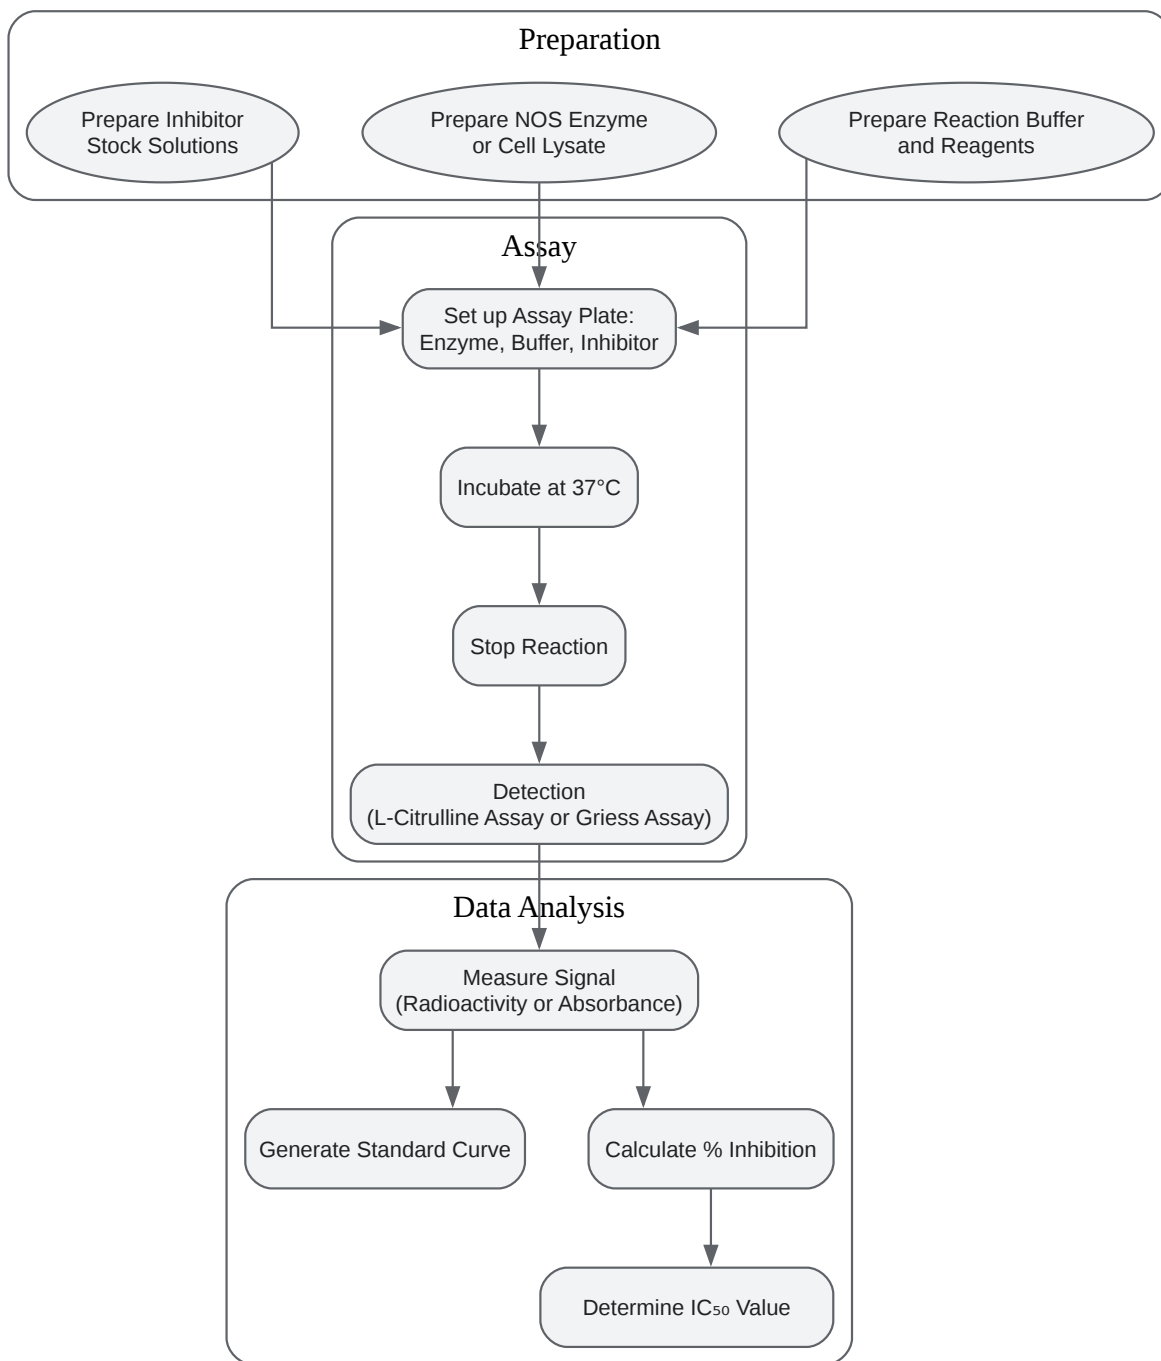 Preparation
Prepare Inhibitor
Stock Solutions
Prepare NOS Enzyme
or Cell Lysate
Prepare Reaction Buffer
and Reagents
Assay
Set up Assay Plate:
Enzyme, Buffer, Inhibitor
Incubate at 37°C
Stop Reaction
Detection
(L-Citrulline Assay or Griess Assay)
Data Analysis
Measure Signal
(Radioactivity or Absorbance)
Generate Standard Curve
Calculate % Inhibition
Determine IC₅₀ Value